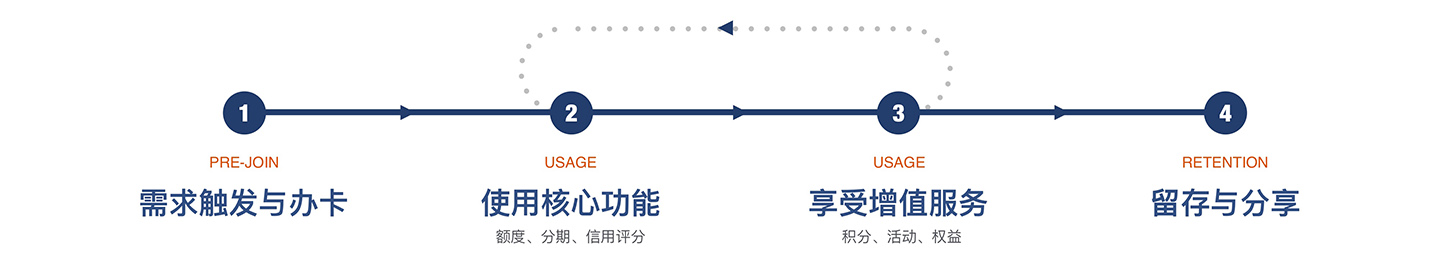 1
2
3
4
PRE-JOIN
USAGE
USAGE
RETENTION
需求触发与办卡
使用核心功能
享受增值服务
留存与分享
额度、分期、信用评分
积分、活动、权益